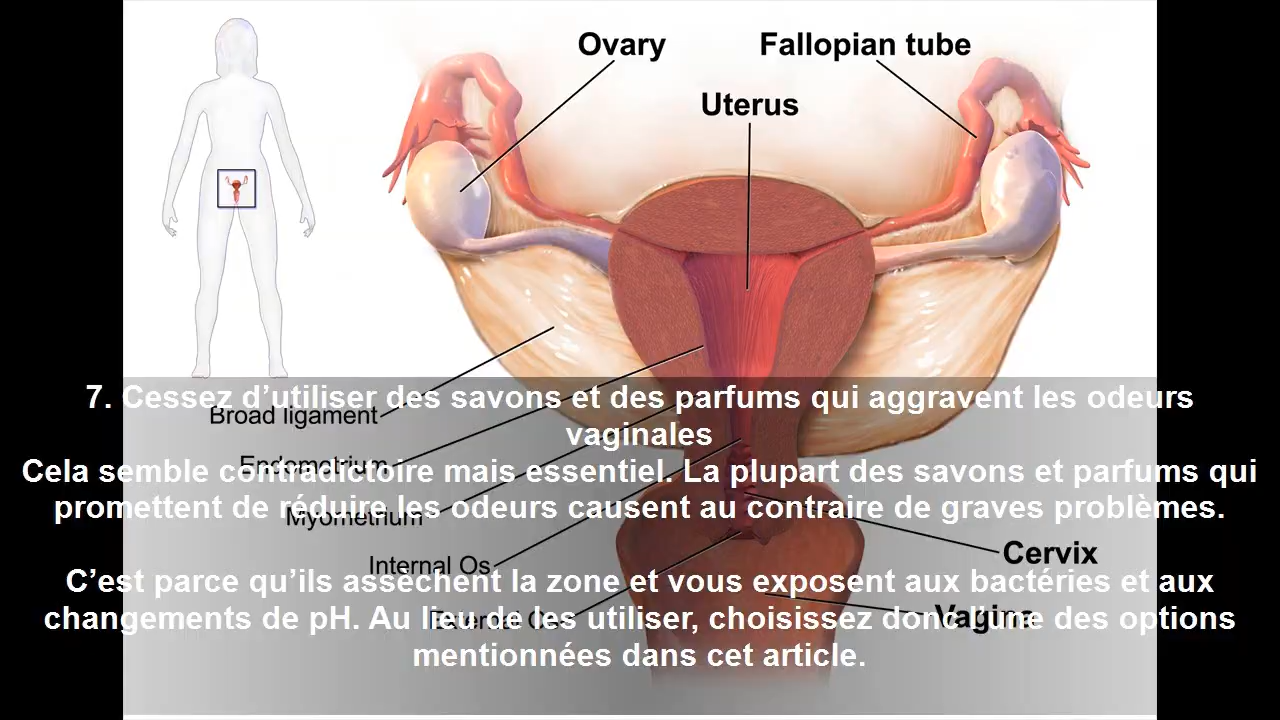 Ovary
Fallopian tube
Uterus
7. Cessez d’utiliser des savons et des parfums qui aggravent les odeurs
vaginales
Broad ligament
Cela semble contradictoire mais essentiel. La plupart des savons et parfums qui
Endometrium
promettent de réduire les odeurs causent au contraire de graves problèmes.
Myometrium
Cervix
Internal Os
C’est parce qu’ils assèchent la zone et vous exposent aux bactéries et aux
changements de pH. Au lieu de les utiliser, choisissez donc l’une des options
External Os
Vagina
mentionnées dans cet article.